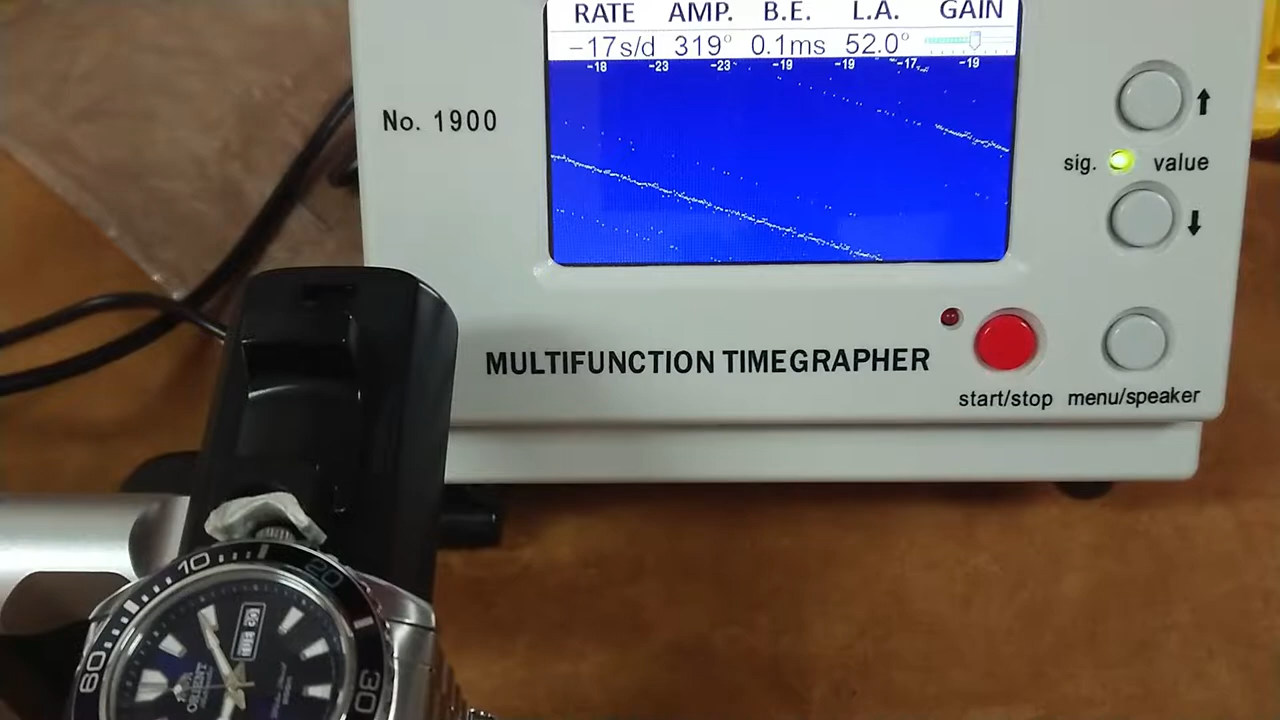 RATE AMP. B.E. L.A. GAIN
−17s/d 319° 0.1ms 52.0°
-18 -23 -23 -19 -19 -17 -19
No. 1900
sig. value
MULTIFUNCTION TIMEGRAPHER
start/stop menu/speaker
10
20
60
30
ORIENT